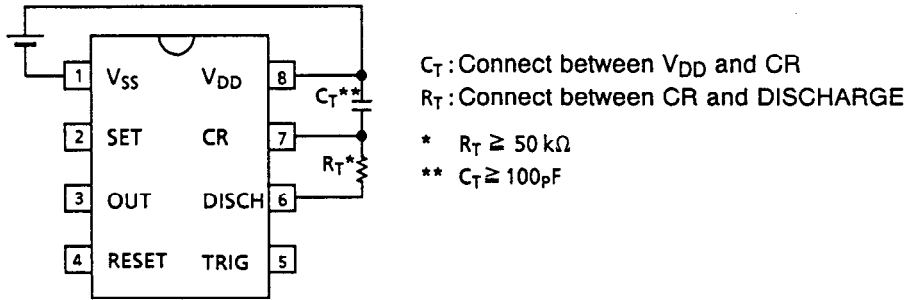 1 VSS VDD 8
CT**
CT : Connect between VDD and CR
RT : Connect between CR and DISCHARGE
2 SET CR 7
* RT ≧ 50 kΩ
RT*
** CT ≧ 100pF
3 OUT DISCH 6
4 RESET TRIG 5